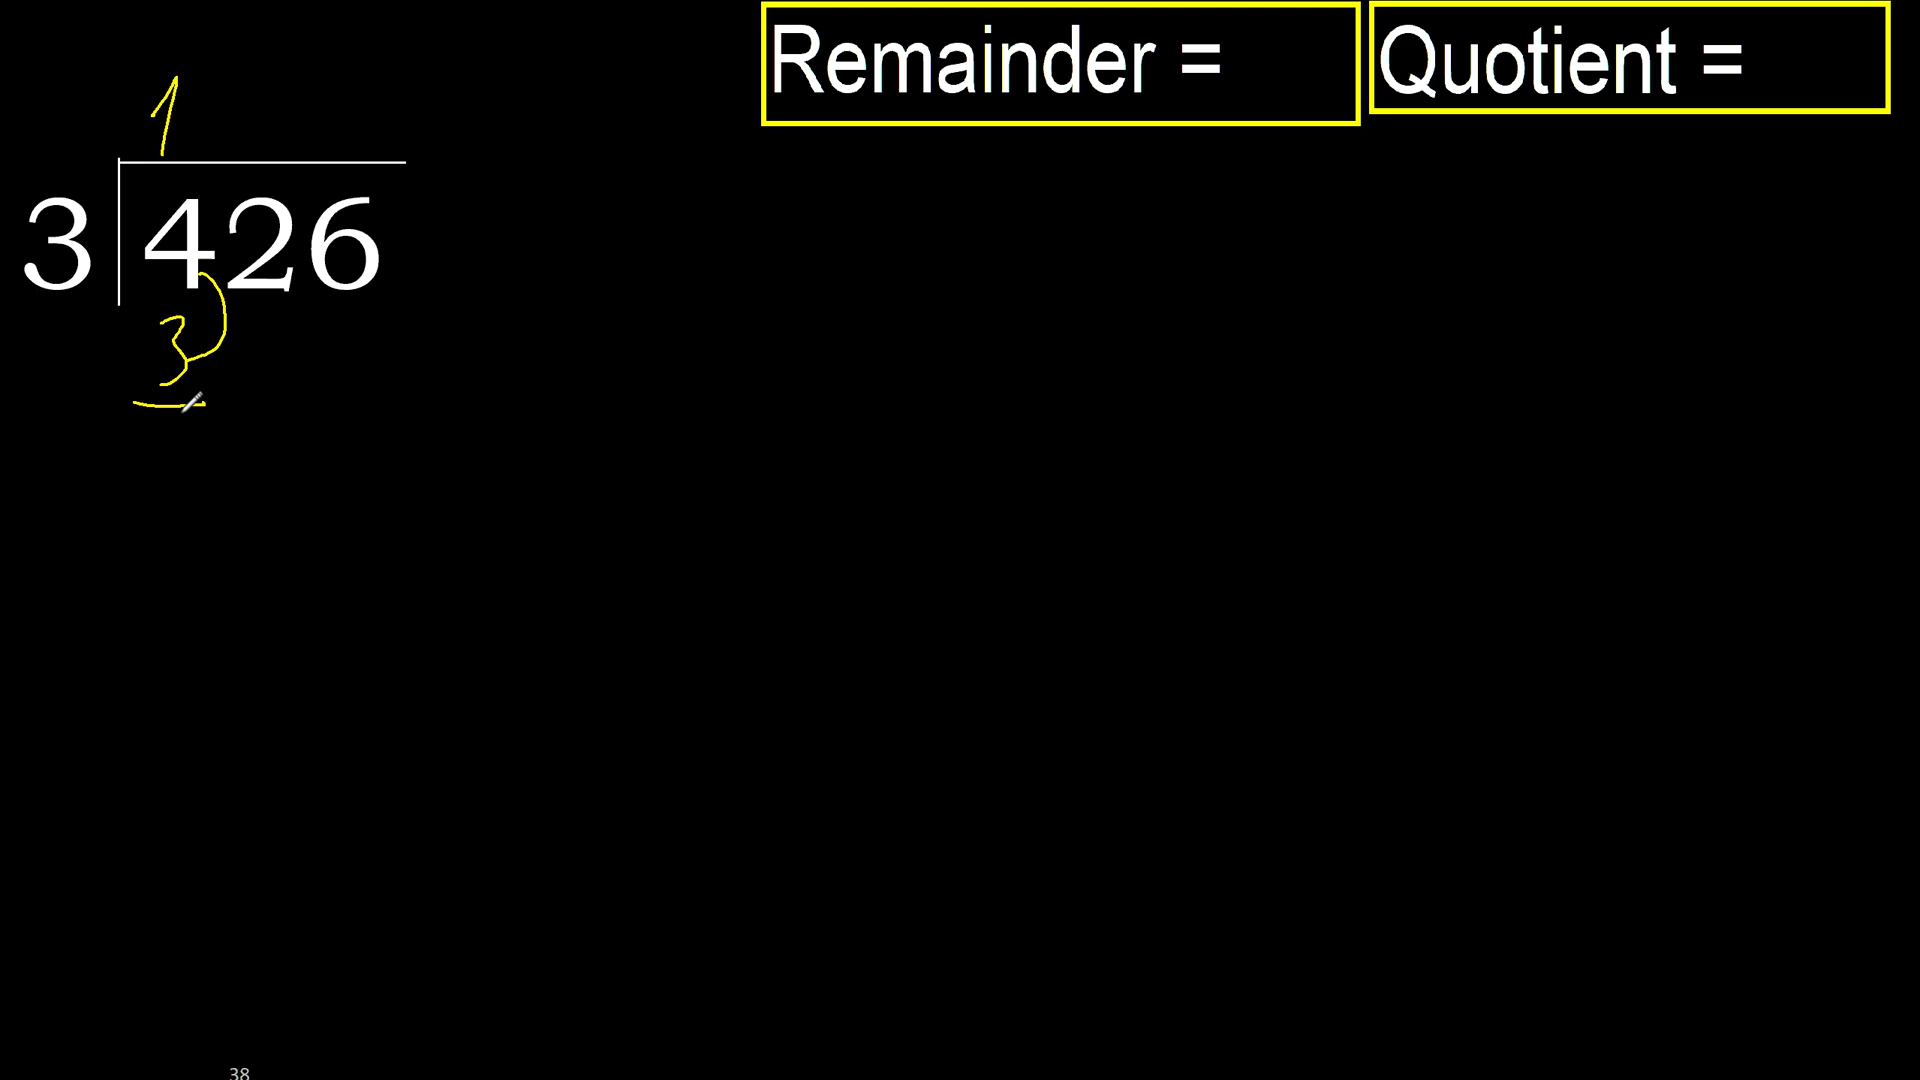 Remainder = Quotient =
1
3 426
3
38